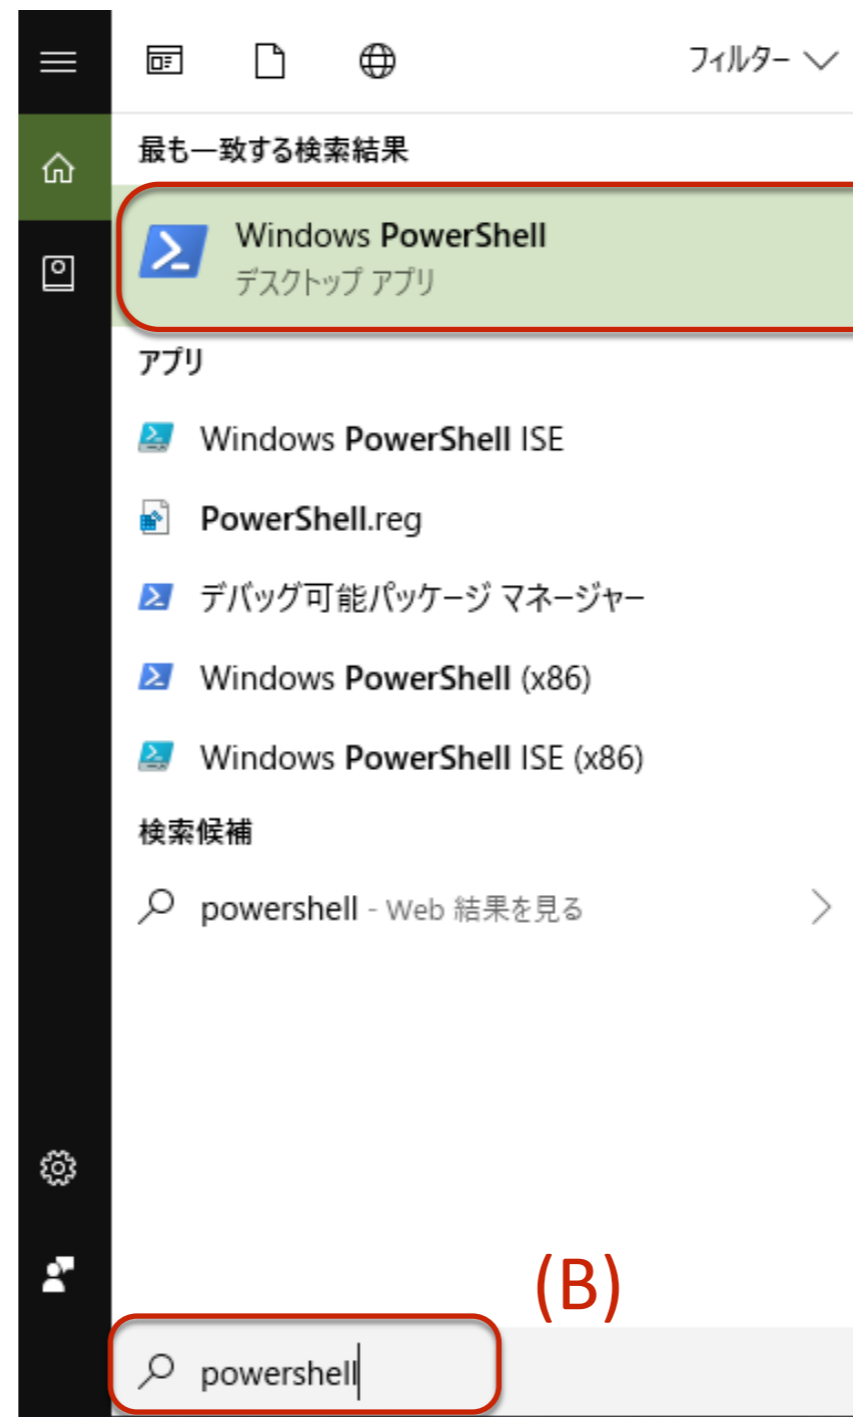 フィルター
最も一致する検索結果
Windows PowerShell
デスクトップ アプリ
アプリ
Windows PowerShell ISE
PowerShell.reg
デバッグ可能パッケージ マネージャー
Windows PowerShell (x86)
Windows PowerShell ISE (x86)
検索候補
powershell - Web 結果を見る
(B)
powershell